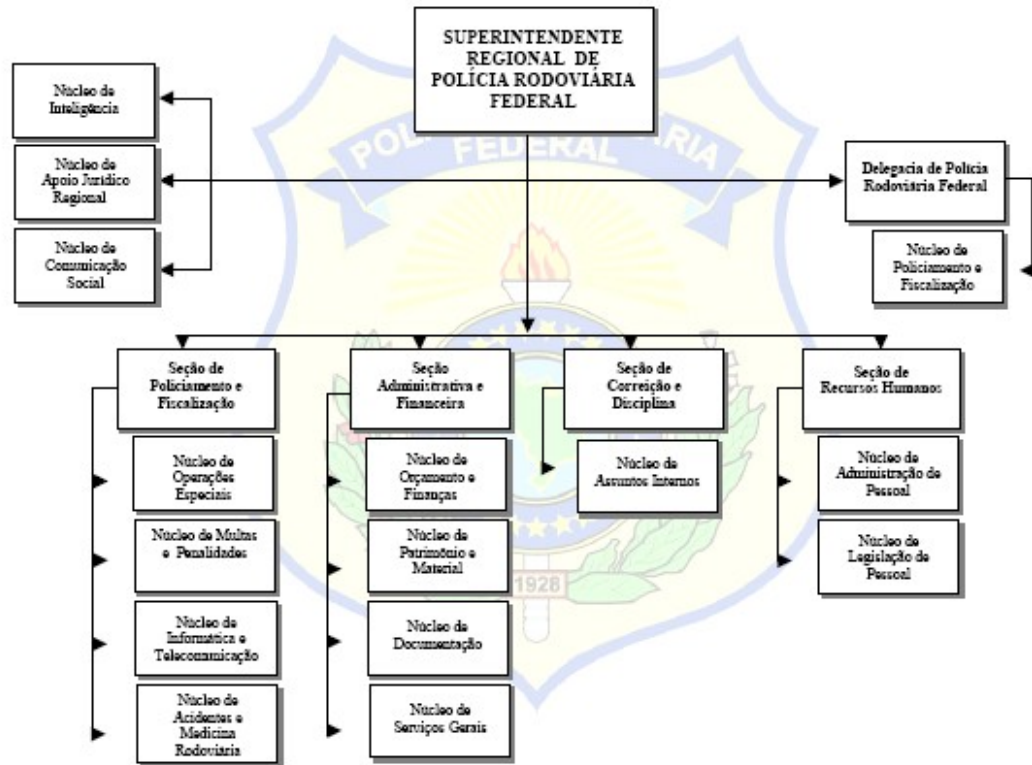 SUPERINTENDENTE
REGIONAL DE
POLÍCIA RODOVIÁRIA
FEDERAL
Núcleo de
Inteligência
Núcleo de
Apoio Jurídico
Regional
Núcleo de
Comunicação
Social
Delegacia de Polícia
Rodoviária Federal
Núcleo de
Policiamento e
Fiscalização
Seção de
Policiamento e
Fiscalização
Núcleo de
Operações
Especiais
Núcleo de Multas
e Penalidades
Núcleo de
Informática e
Telecomunicação
Núcleo de
Acidentes e
Medicina
Rodoviária
Seção
Administrativa e
Financeira
Núcleo de
Orçamento e
Finanças
Núcleo de
Patrimônio e
Material
Núcleo de
Documentação
Núcleo de
Serviços Gerais
Seção de
Correição e
Disciplina
Núcleo de
Assuntos Internos
Seção de
Recursos Humanos
Núcleo de
Administração de
Pessoal
Núcleo de
Legislação de
Pessoal
FEDERAL
1928